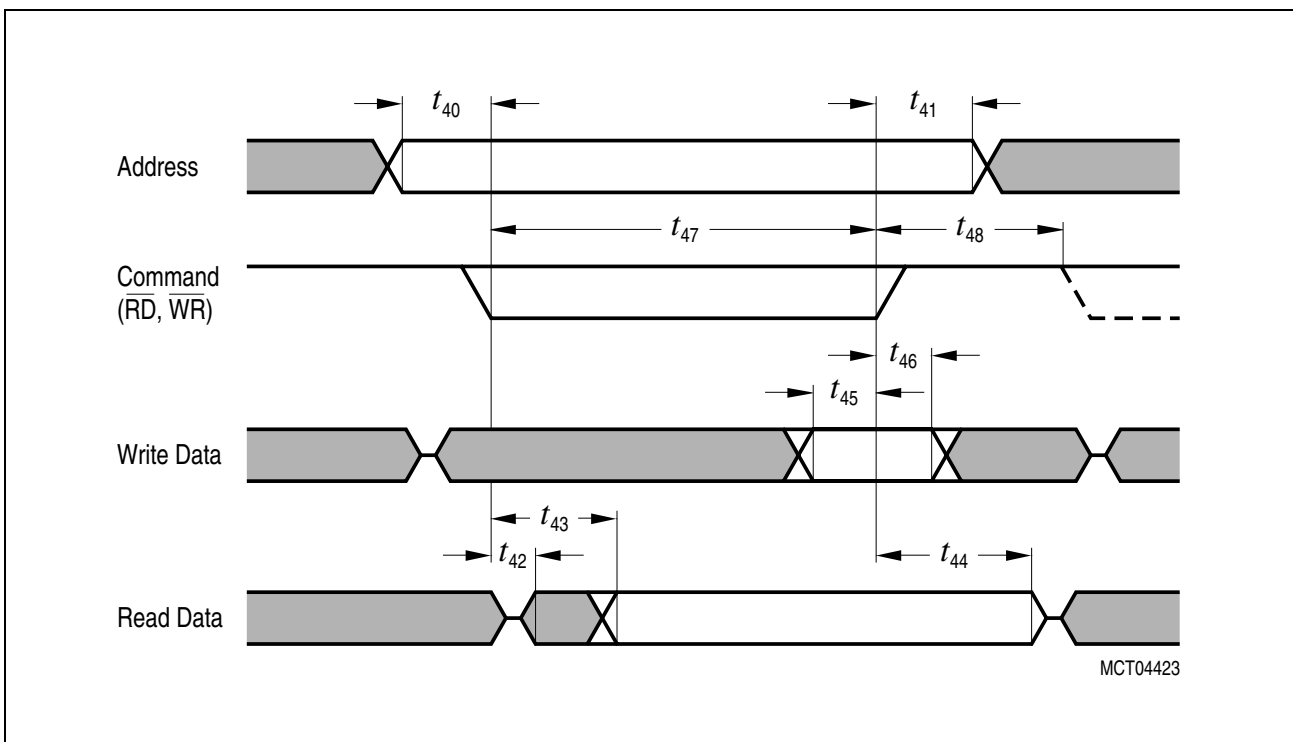 t40
t41
Address
t47
t48
Command
(RD, WR)
t46
t45
Write Data
t43
t42
t44
Read Data
MCT04423